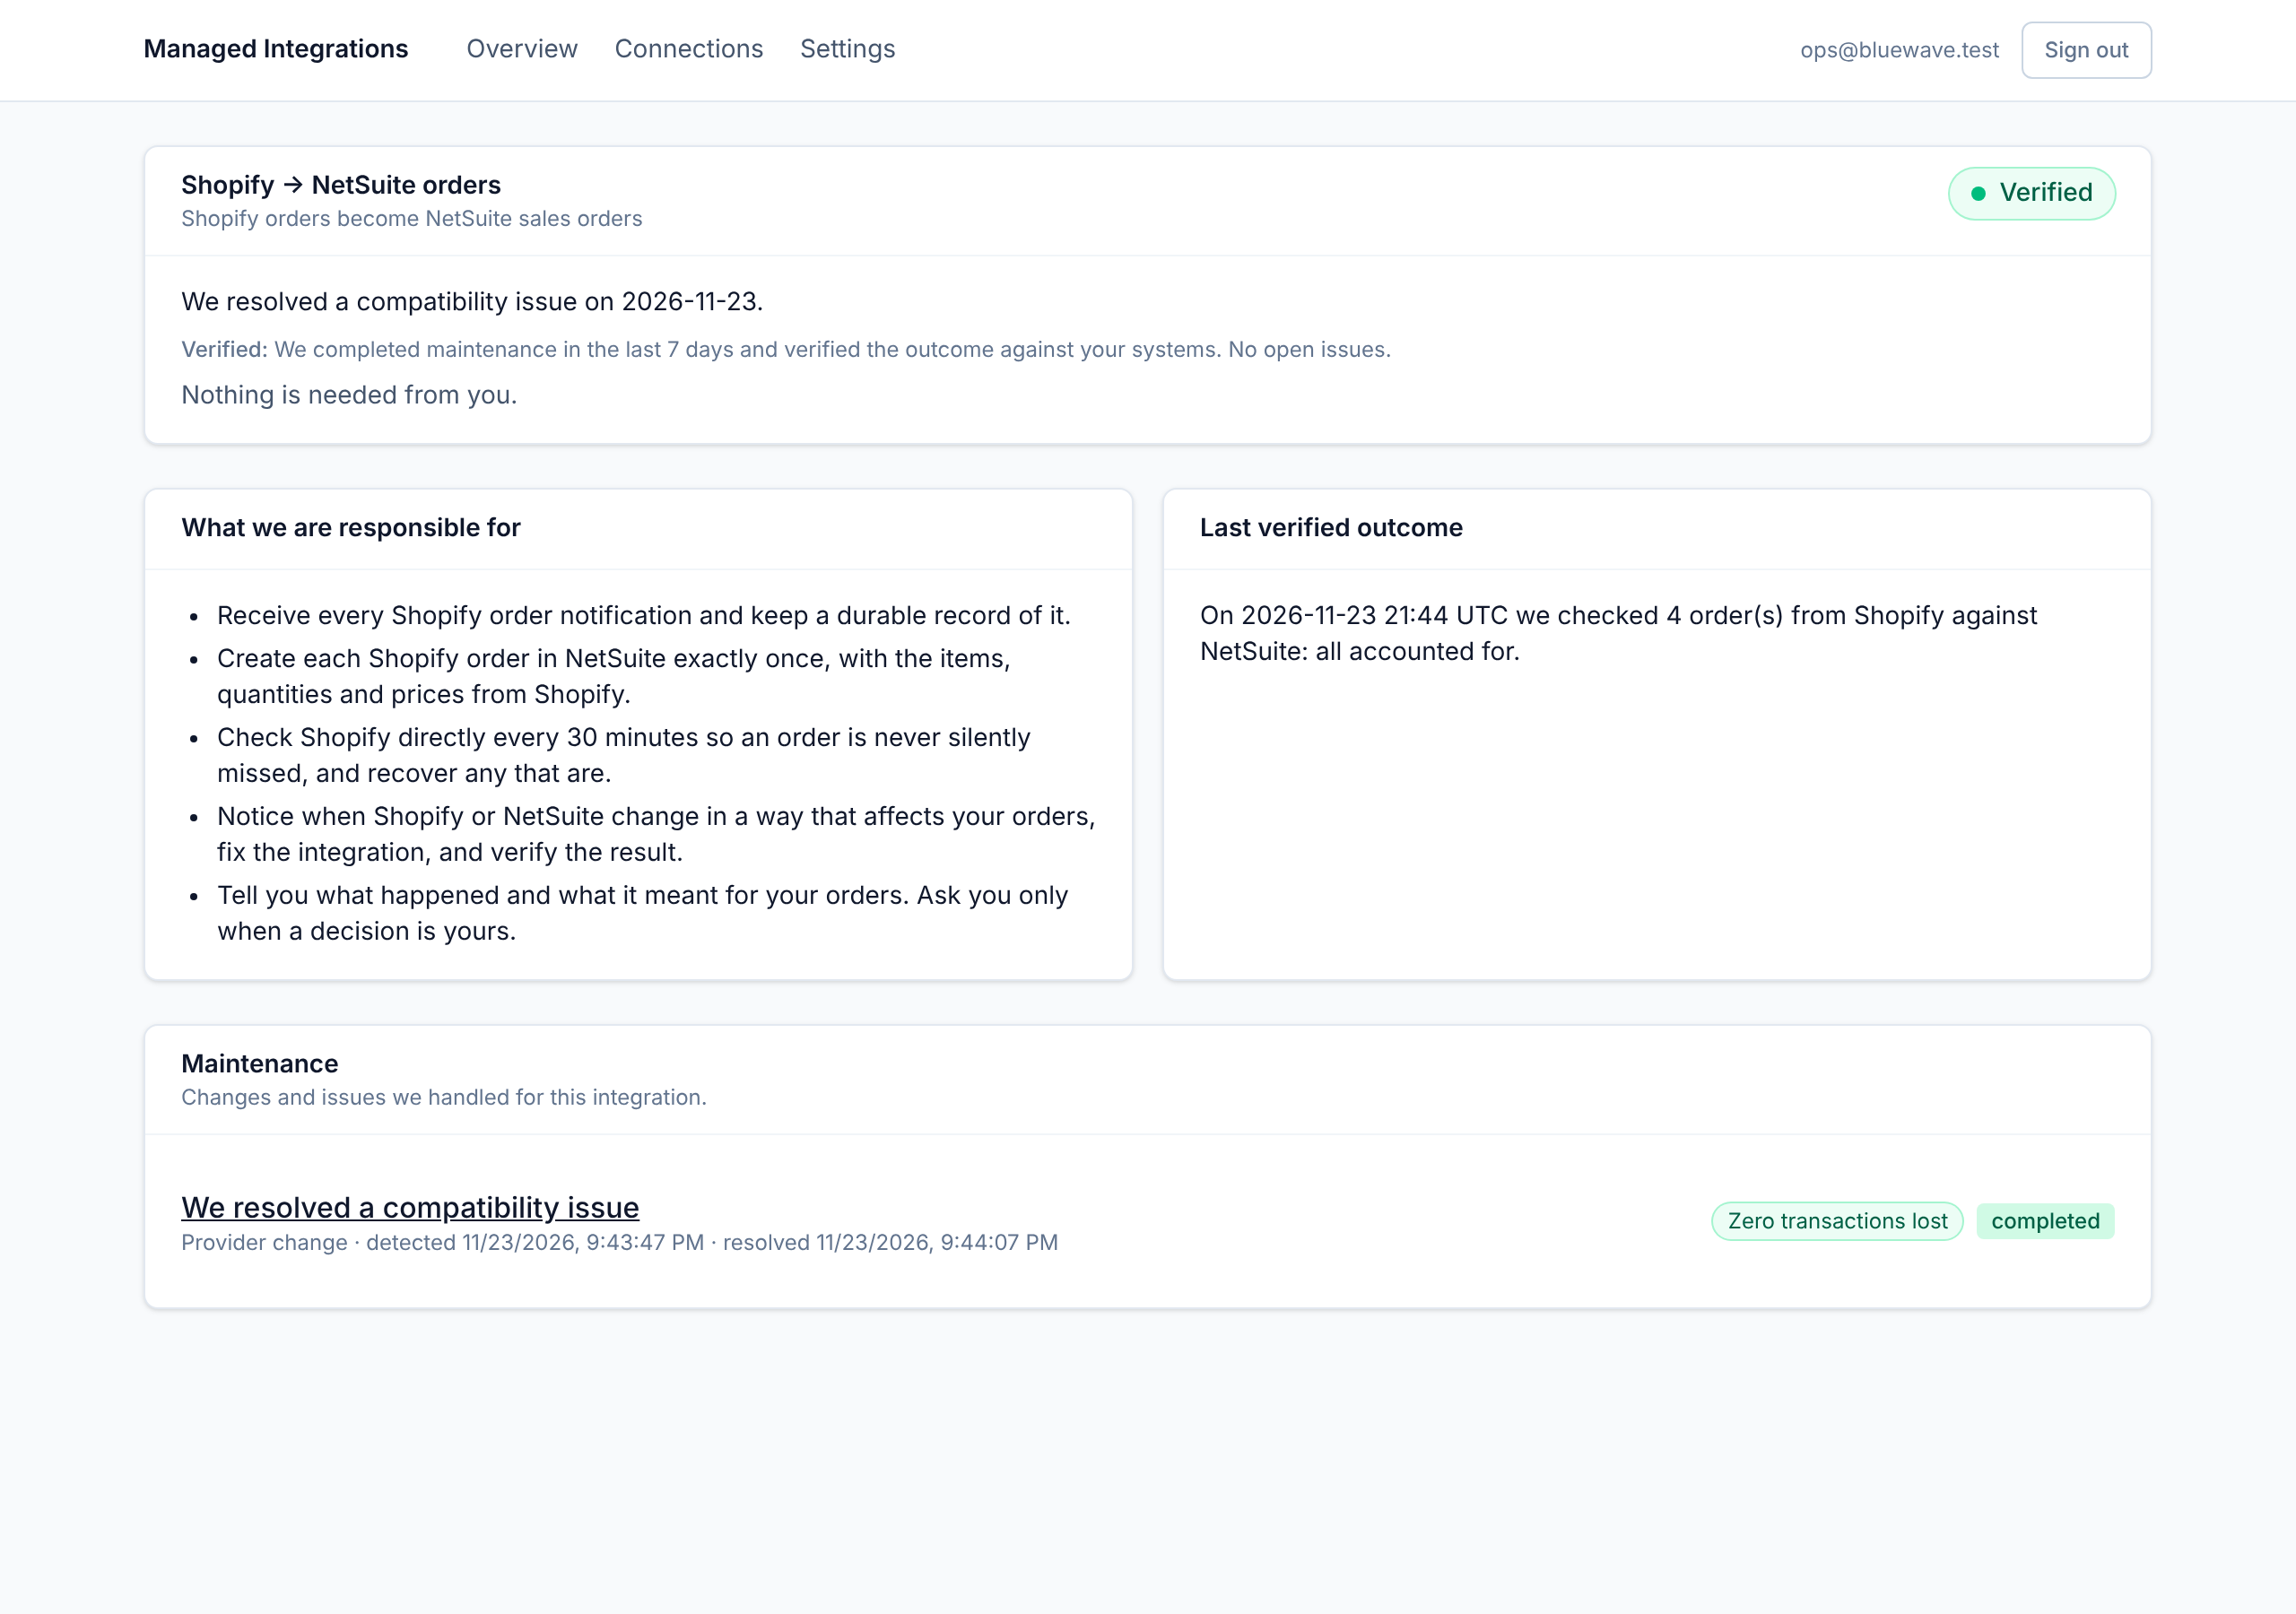 Managed Integrations Overview Connections Settings ops@bluewave.test Sign out
Shopify → NetSuite orders
Shopify orders become NetSuite sales orders
Verified
We resolved a compatibility issue on 2026-11-23.
Verified: We completed maintenance in the last 7 days and verified the outcome against your systems. No open issues.
Nothing is needed from you.
What we are responsible for
• Receive every Shopify order notification and keep a durable record of it.
• Create each Shopify order in NetSuite exactly once, with the items,
quantities and prices from Shopify.
• Check Shopify directly every 30 minutes so an order is never silently
missed, and recover any that are.
• Notice when Shopify or NetSuite change in a way that affects your orders,
fix the integration, and verify the result.
• Tell you what happened and what it meant for your orders. Ask you only
when a decision is yours.
Last verified outcome
On 2026-11-23 21:44 UTC we checked 4 order(s) from Shopify against
NetSuite: all accounted for.
Maintenance
Changes and issues we handled for this integration.
We resolved a compatibility issue
Provider change · detected 11/23/2026, 9:43:47 PM · resolved 11/23/2026, 9:44:07 PM
Zero transactions lost completed